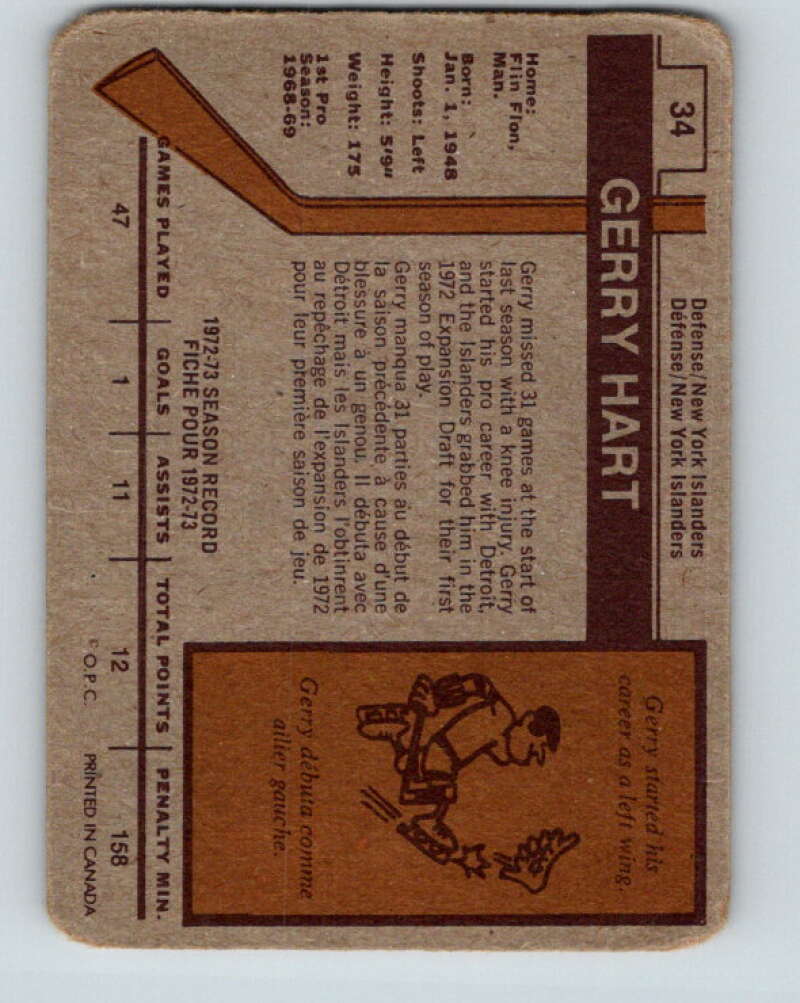 34
Defense/New York Islanders
Défense/New York Islanders
GERRY HART
Home:
Flin Flon,
Man.
Born:
Jan. 1, 1948
Shoots: Left
Height: 5'9"
Weight: 175
1st Pro
Season:
1968-69
Gerry missed 31 games at the start of
last season with a knee injury. Gerry
started his pro career with Detroit,
and the Islanders grabbed him in the
1972 Expansion Draft for their first
season of play.
Gerry manqua 31 parties au début de
la saison précédente à cause d'une
blessure à un genou. Il débuta avec
Détroit mais les Islanders l'obtinrent
au repêchage de l'expansion de 1972
pour leur première saison de jeu.
Gerry started his
career as a left wing.
Gerry débuta comme
ailier gauche.
1972-73 SEASON RECORD
FICHE POUR 1972-73
GAMES PLAYED GOALS ASSISTS TOTAL POINTS PENALTY MIN.
47 1 11 12 158
© O.P.C. PRINTED IN CANADA